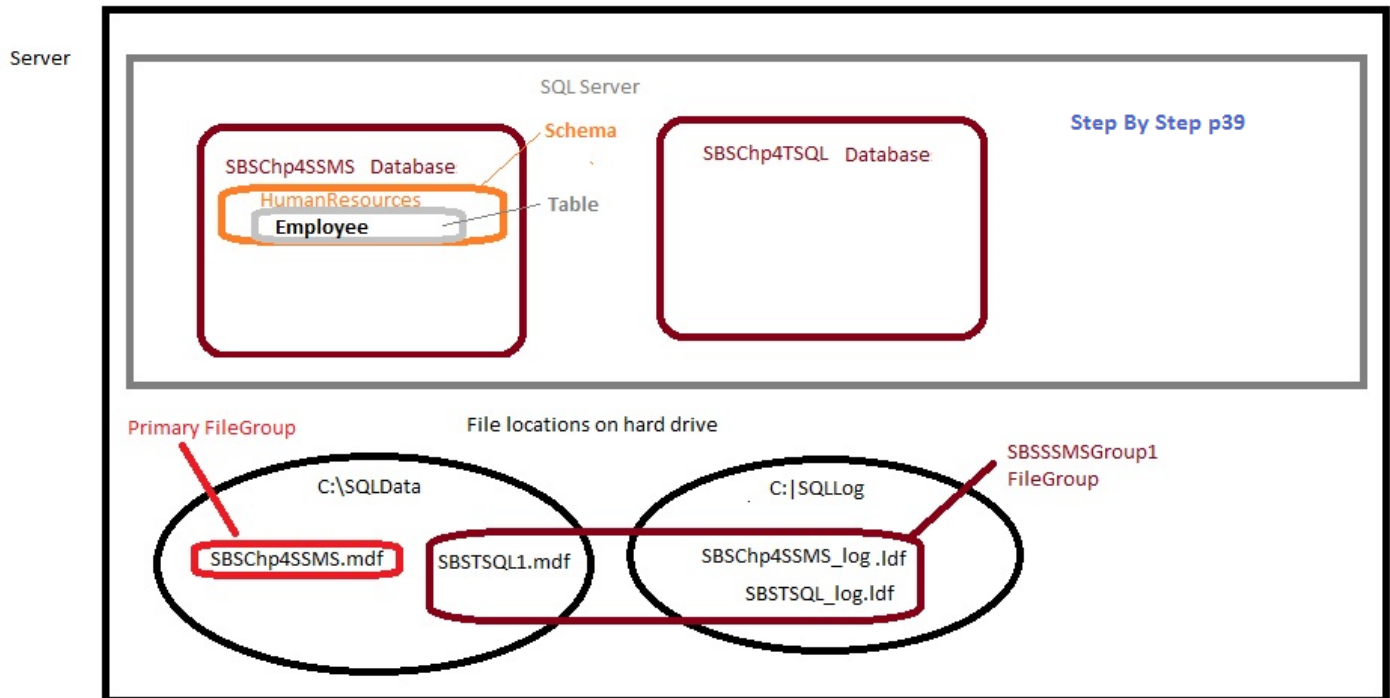 Server
SQL Server
Step By Step p39
Schema
SBSChp4SSMS Database
SBSChp4TSQL Database
HumanResources
Table
Employee
Primary FileGroup
File locations on hard drive
SBSSSMSGroup1
FileGroup
C:\SQLData
C:|SQLLog
SBSChp4SSMS.mdf
SBSTSQL1.mdf
SBSChp4SSMS_log .ldf
SBSTSQL_log.ldf